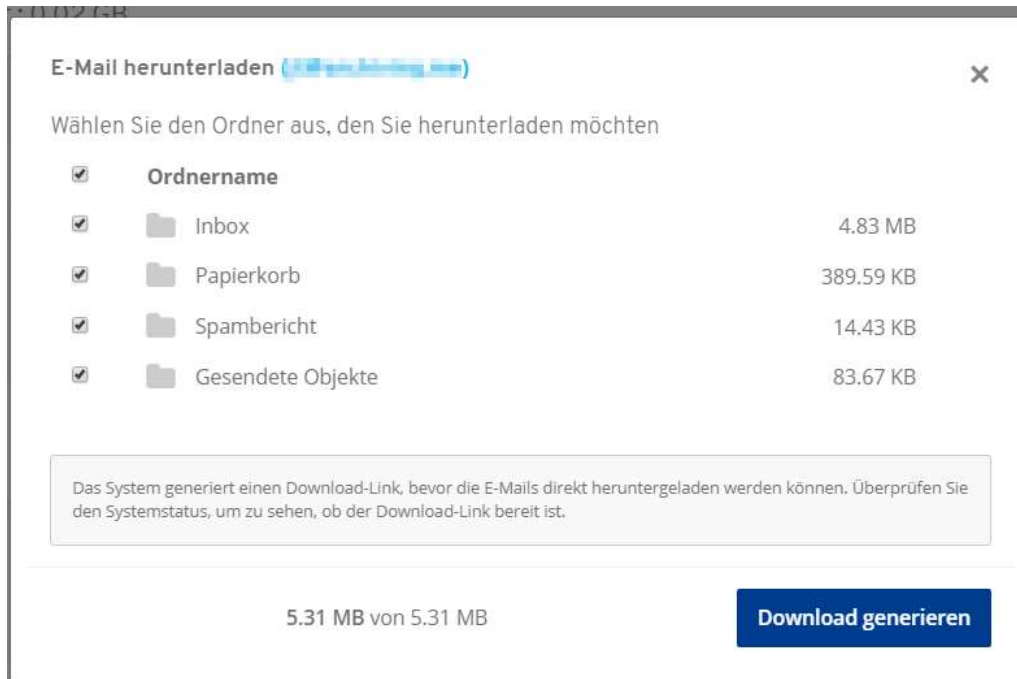 : 0.02 GB
E-Mail herunterladen ( )
×
Wählen Sie den Ordner aus, den Sie herunterladen möchten
Ordnername
Inbox 4.83 MB
Papierkorb 389.59 KB
Spambericht 14.43 KB
Gesendete Objekte 83.67 KB
Das System generiert einen Download-Link, bevor die E-Mails direkt heruntergeladen werden können. Überprüfen Sie
den Systemstatus, um zu sehen, ob der Download-Link bereit ist.
5.31 MB von 5.31 MB
Download generieren